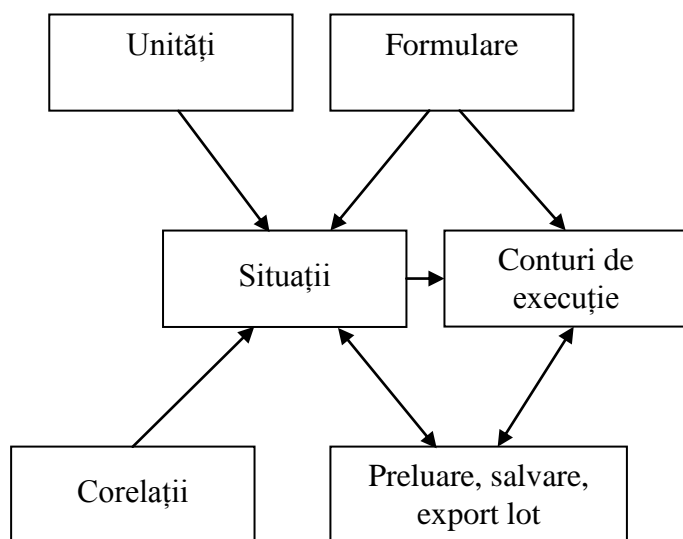 Unități
Formulare
Situații
Conturi de
execuție
Corelații
Preluare, salvare,
export lot